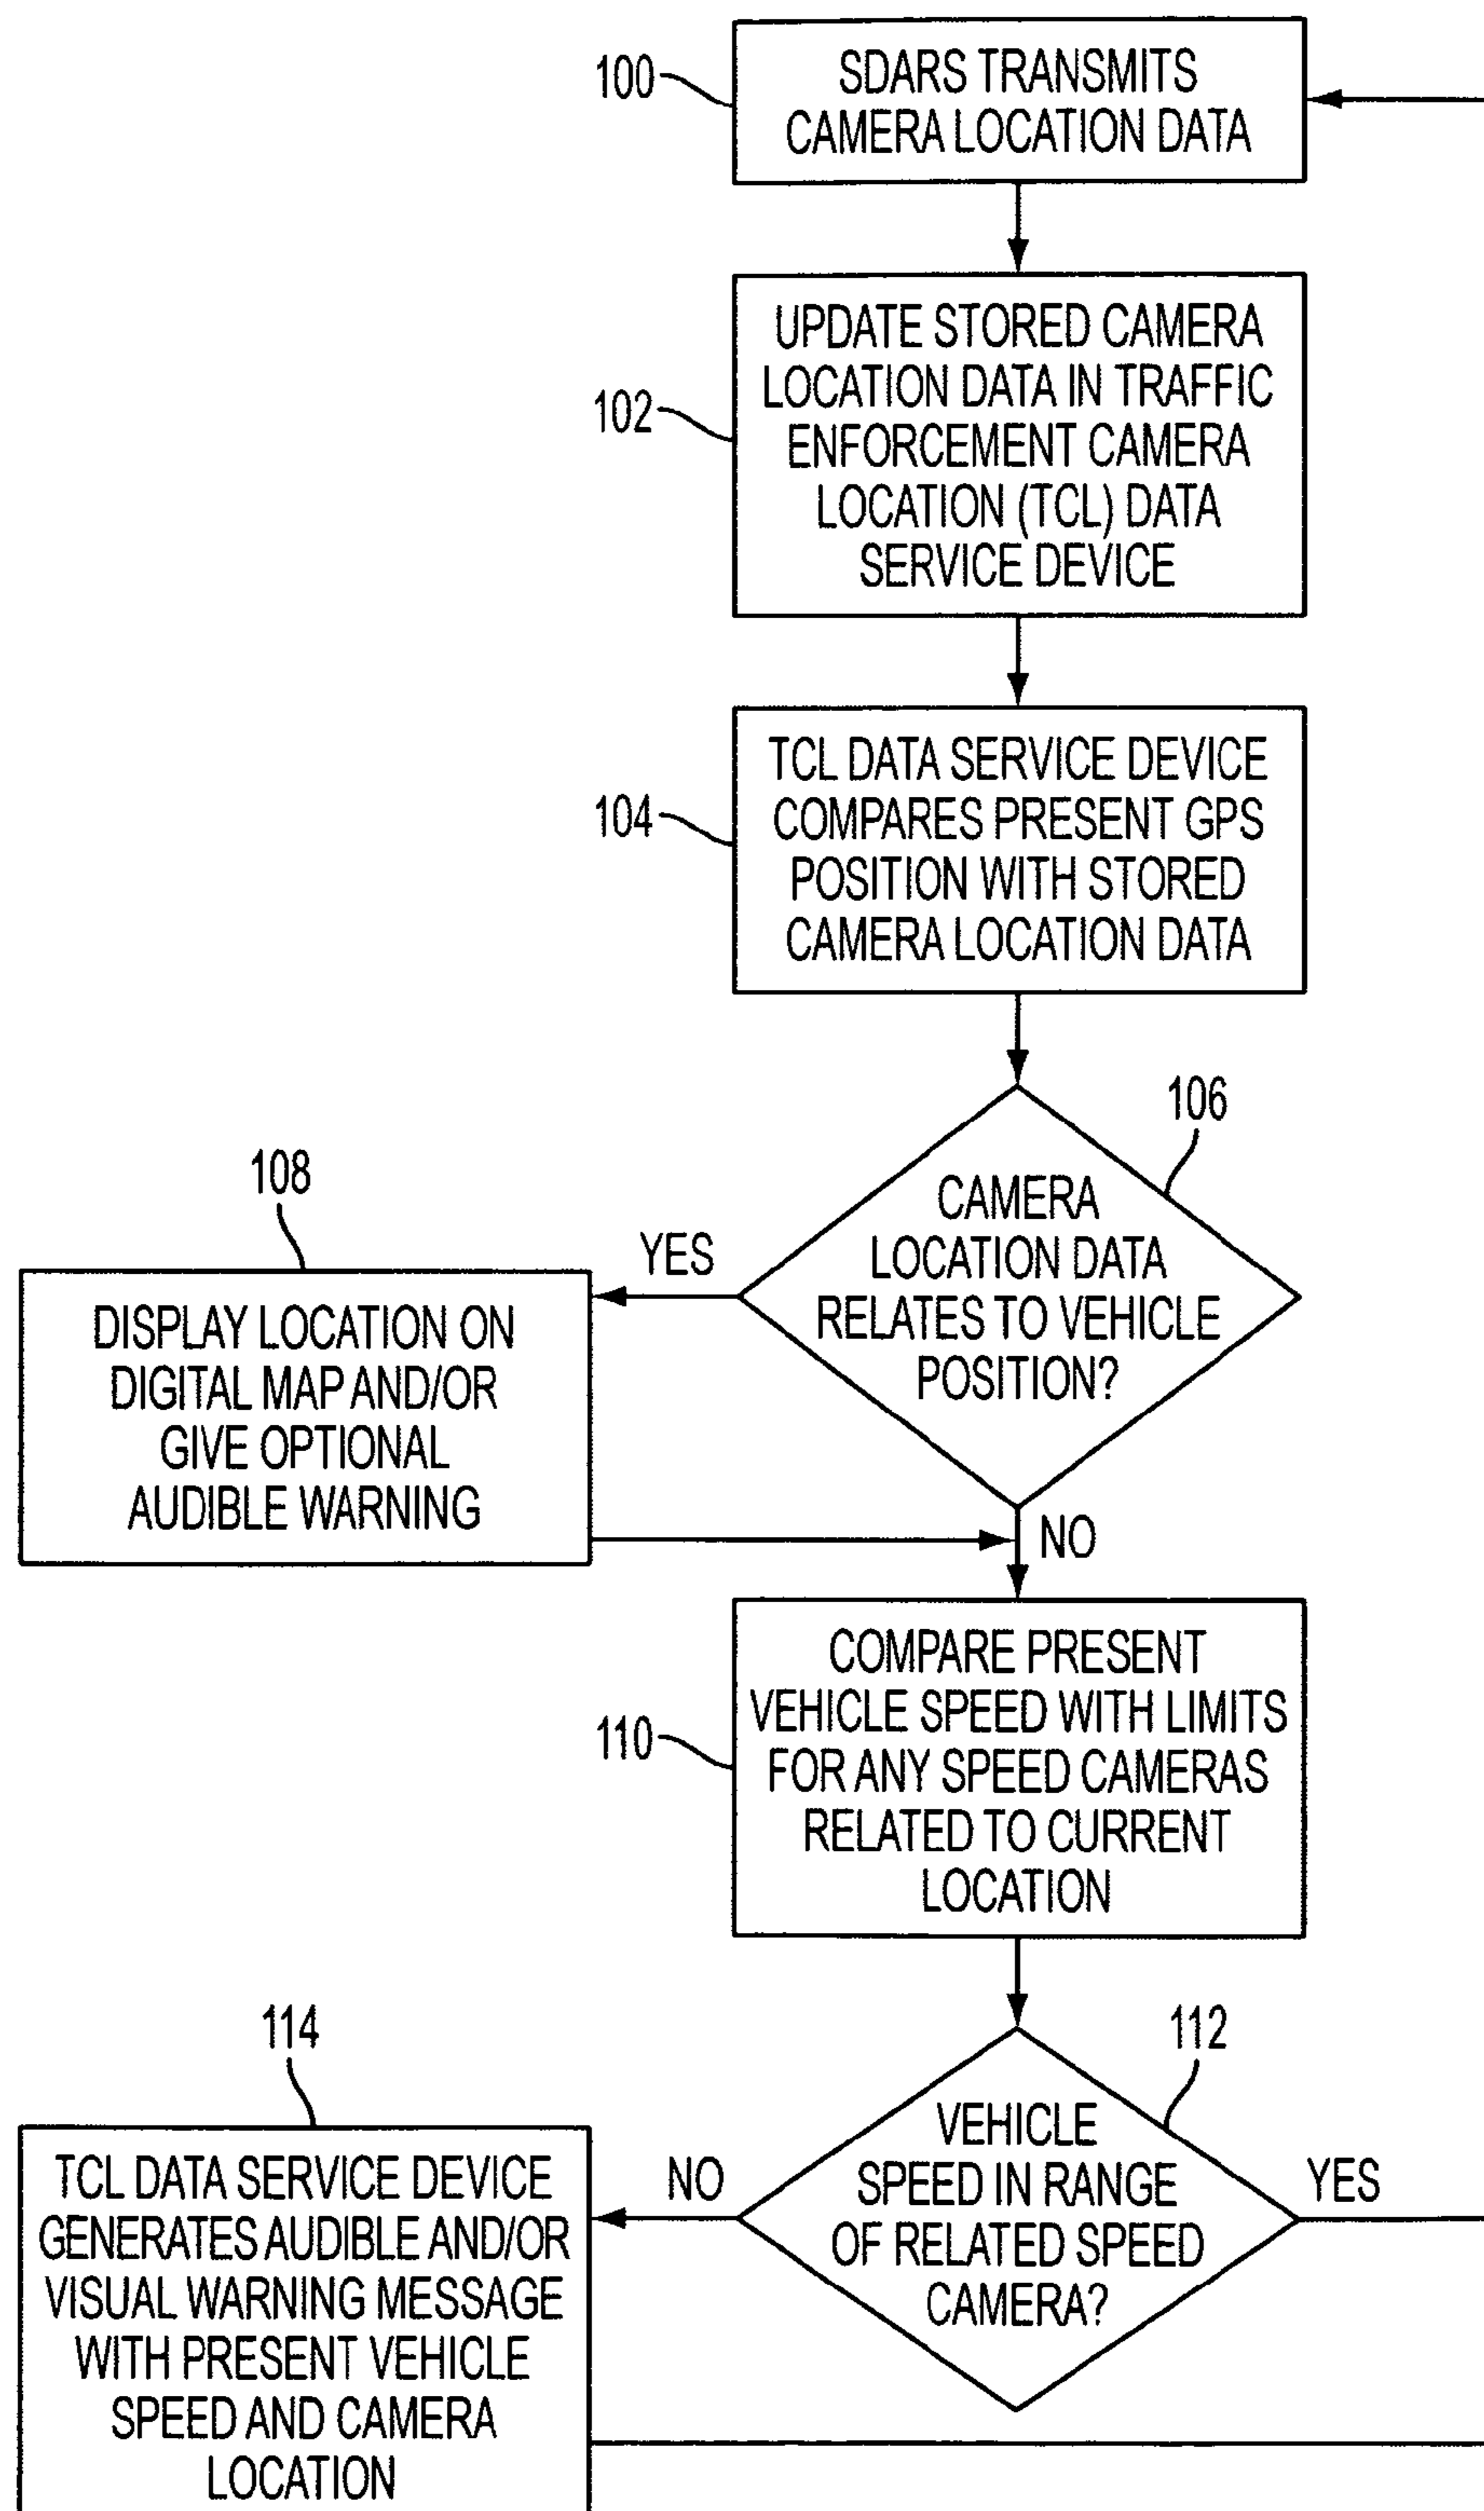 100
SDARS TRANSMITS
CAMERA LOCATION DATA
102
UPDATE STORED CAMERA
LOCATION DATA IN TRAFFIC
ENFORCEMENT CAMERA
LOCATION (TCL) DATA
SERVICE DEVICE
104
TCL DATA SERVICE DEVICE
COMPARES PRESENT GPS
POSITION WITH STORED
CAMERA LOCATION DATA
106
CAMERA
LOCATION DATA
RELATES TO VEHICLE
POSITION?
YES
108
DISPLAY LOCATION ON
DIGITAL MAP AND/OR
GIVE OPTIONAL
AUDIBLE WARNING
NO
110
COMPARE PRESENT
VEHICLE SPEED WITH LIMITS
FOR ANY SPEED CAMERAS
RELATED TO CURRENT
LOCATION
112
VEHICLE
SPEED IN RANGE
OF RELATED SPEED
CAMERA?
YES
NO
114
TCL DATA SERVICE DEVICE
GENERATES AUDIBLE AND/OR
VISUAL WARNING MESSAGE
WITH PRESENT VEHICLE
SPEED AND CAMERA
LOCATION